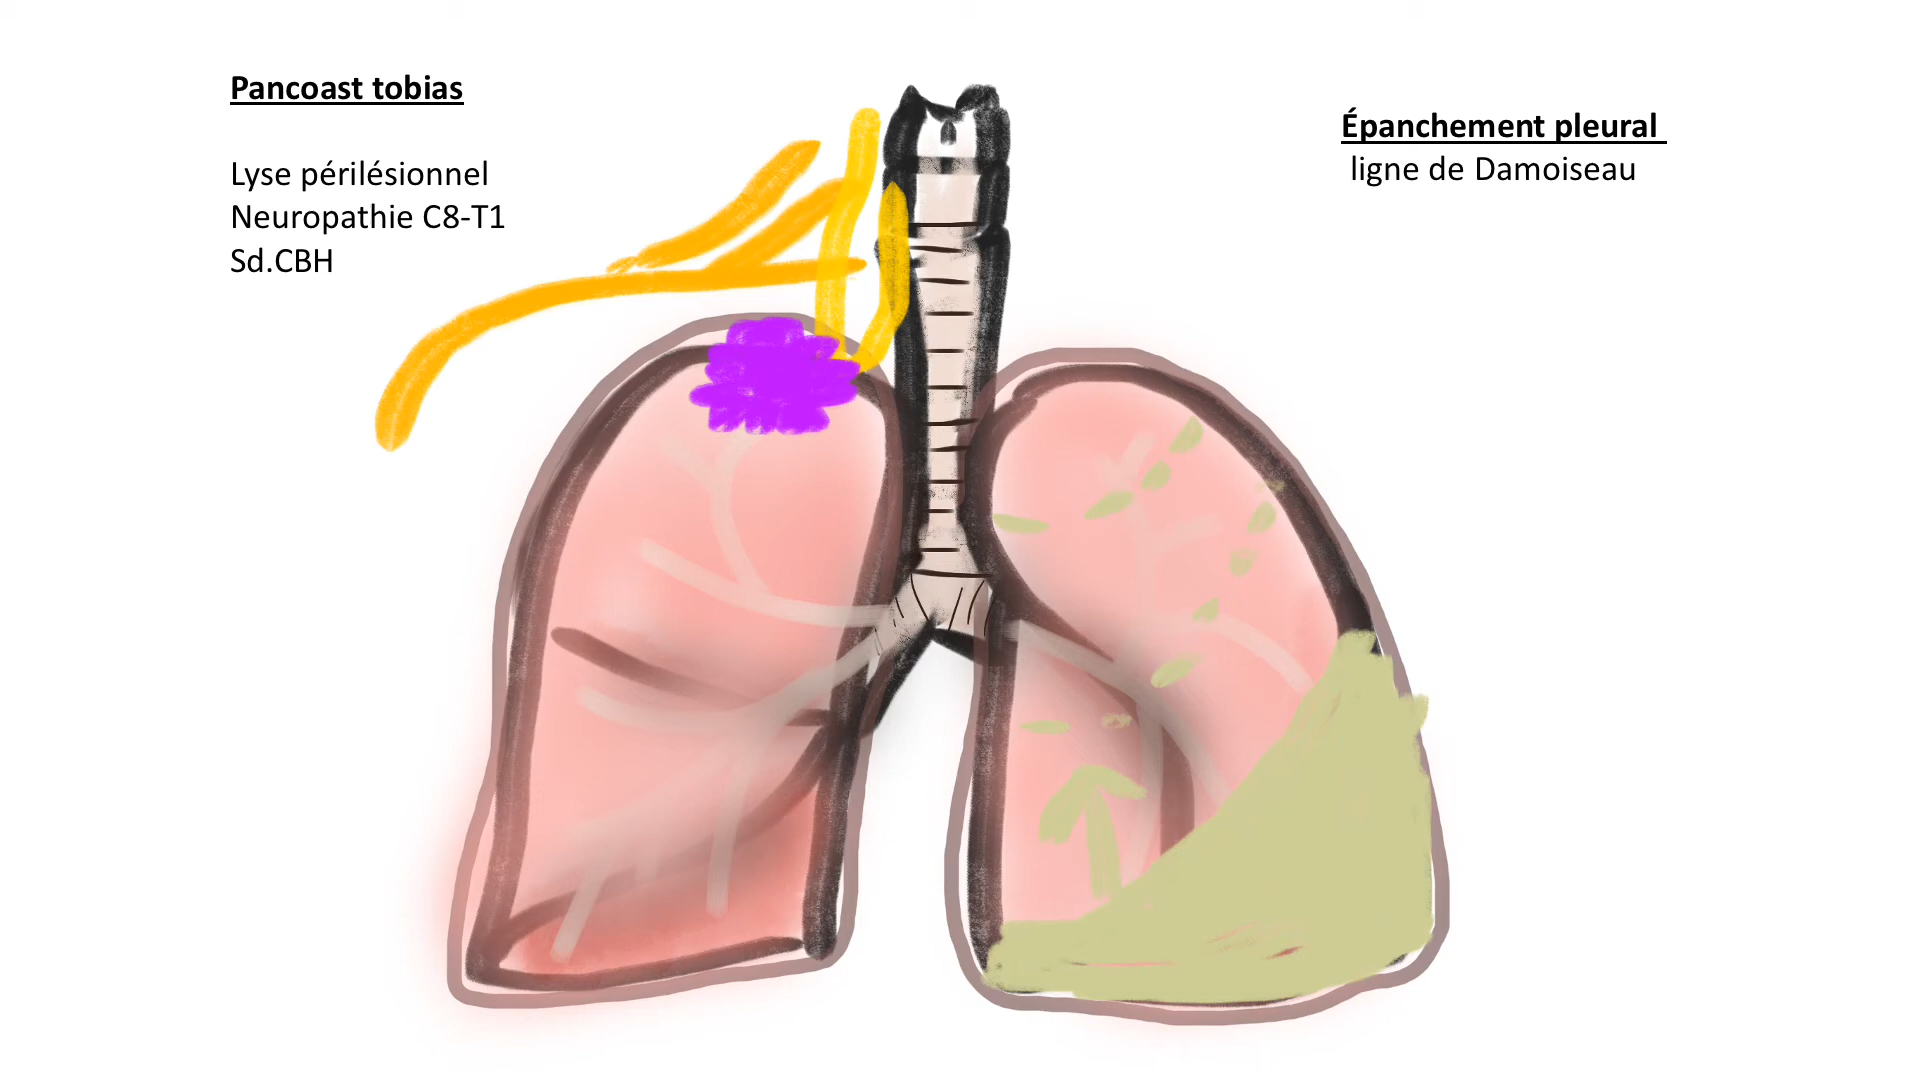 Pancoast tobias
Lyse périlésionnel
Neuropathie C8-T1
Sd.CBH
Épanchement pleural
ligne de Damoiseau